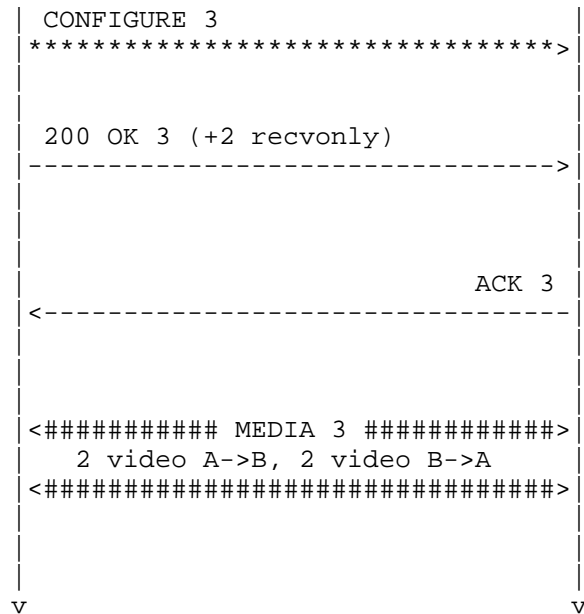 | CONFIGURE 3 |
|*********************************>|
| 200 OK 3 (+2 recvonly) |
|--------------------------------->|
| ACK 3 |
|<---------------------------------|
|<########### MEDIA 3 ############>|
| 2 video A->B, 2 video B->A |
|<################################>|
v v